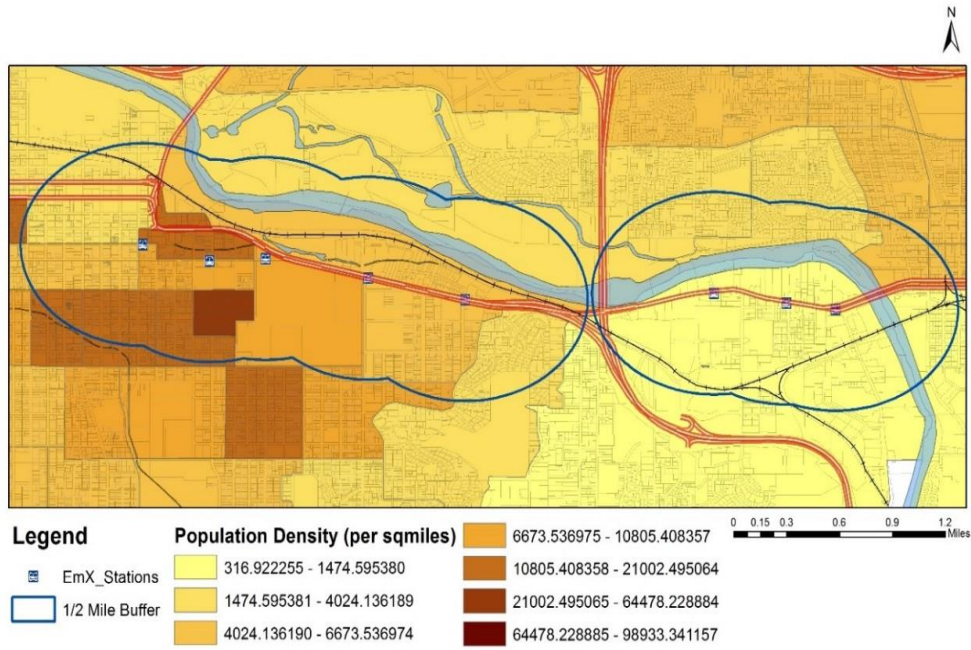 N
Legend
EmX_Stations
1/2 Mile Buffer
Population Density (per sqmiles)
316.922255 - 1474.595380
1474.595381 - 4024.136189
4024.136190 - 6673.536974
6673.536975 - 10805.408357
10805.408358 - 21002.495064
21002.495065 - 64478.228884
64478.228885 - 98933.341157
0 0.15 0.3 0.6 0.9 1.2
Miles